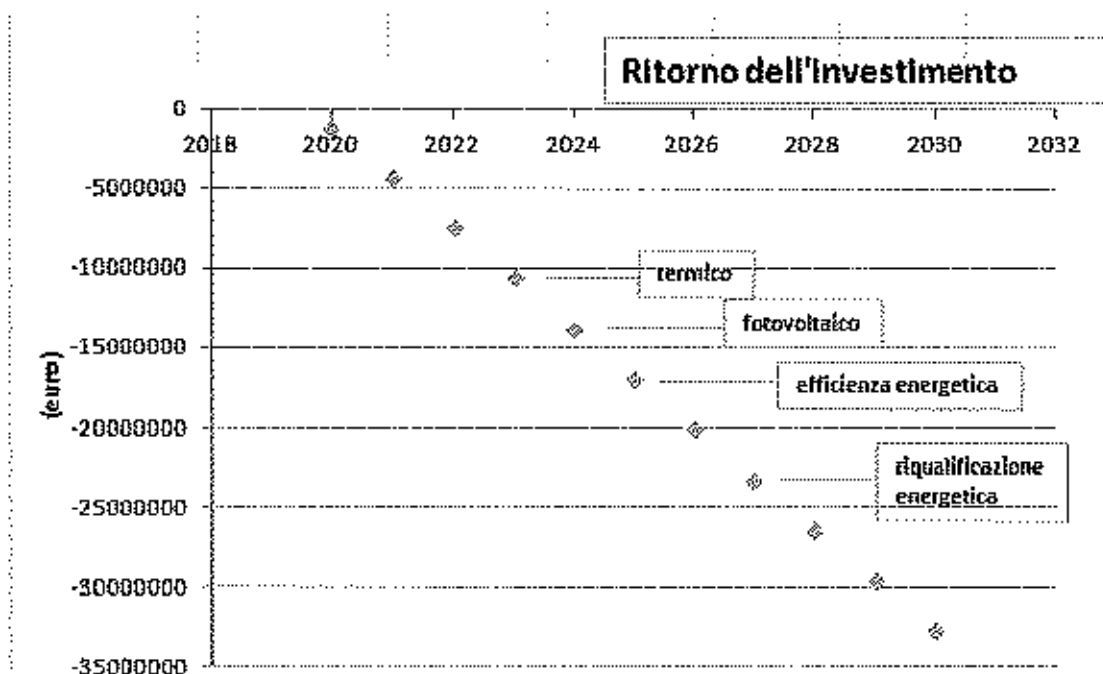 Ritorno dell'Investimento
0
2018 2020 2022 2024 2026 2028 2030 2032
-5000000
-10000000
termico
fotovoltaico
-15000000
efficienza energetica
(euro)
-20000000
riqualificazione
energetica
-25000000
-30000000
-35000000